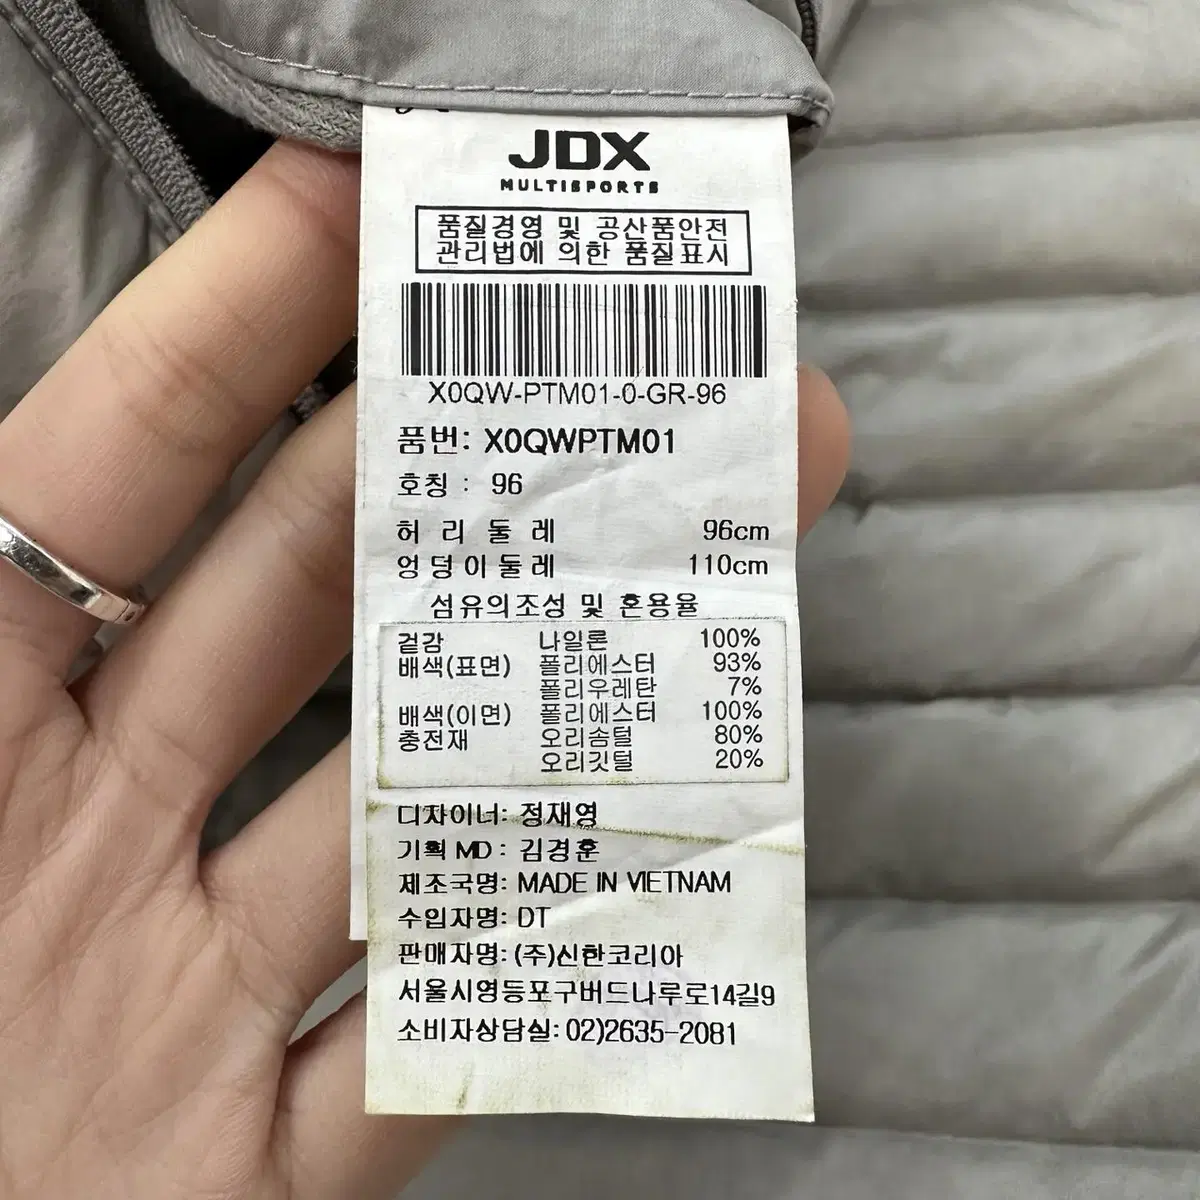 JDX
MULTISPORTS
품질경영 및 공산품안전
관리법에 의한 품질표시
X0QW-PTM01-0-GR-96
품번: X0QWPTM01
호칭 : 96
허 리 둘 레 96cm
엉덩이둘레 110cm
섬유의조성 및 혼용율
겉감 나일론 100%
배색(표면) 폴리에스터 93%
폴리우레탄 7%
배색(이면) 폴리에스터 100%
충전재 오리솜털 80%
오리깃털 20%
디자이너: 정재영
기획 MD : 김경훈
제조국명: MADE IN VIETNAM
수입자명: DT
판매자명: (주)신한코리아
서울시영등포구버드나루로14길9
소비자상담실: 02)2635-2081